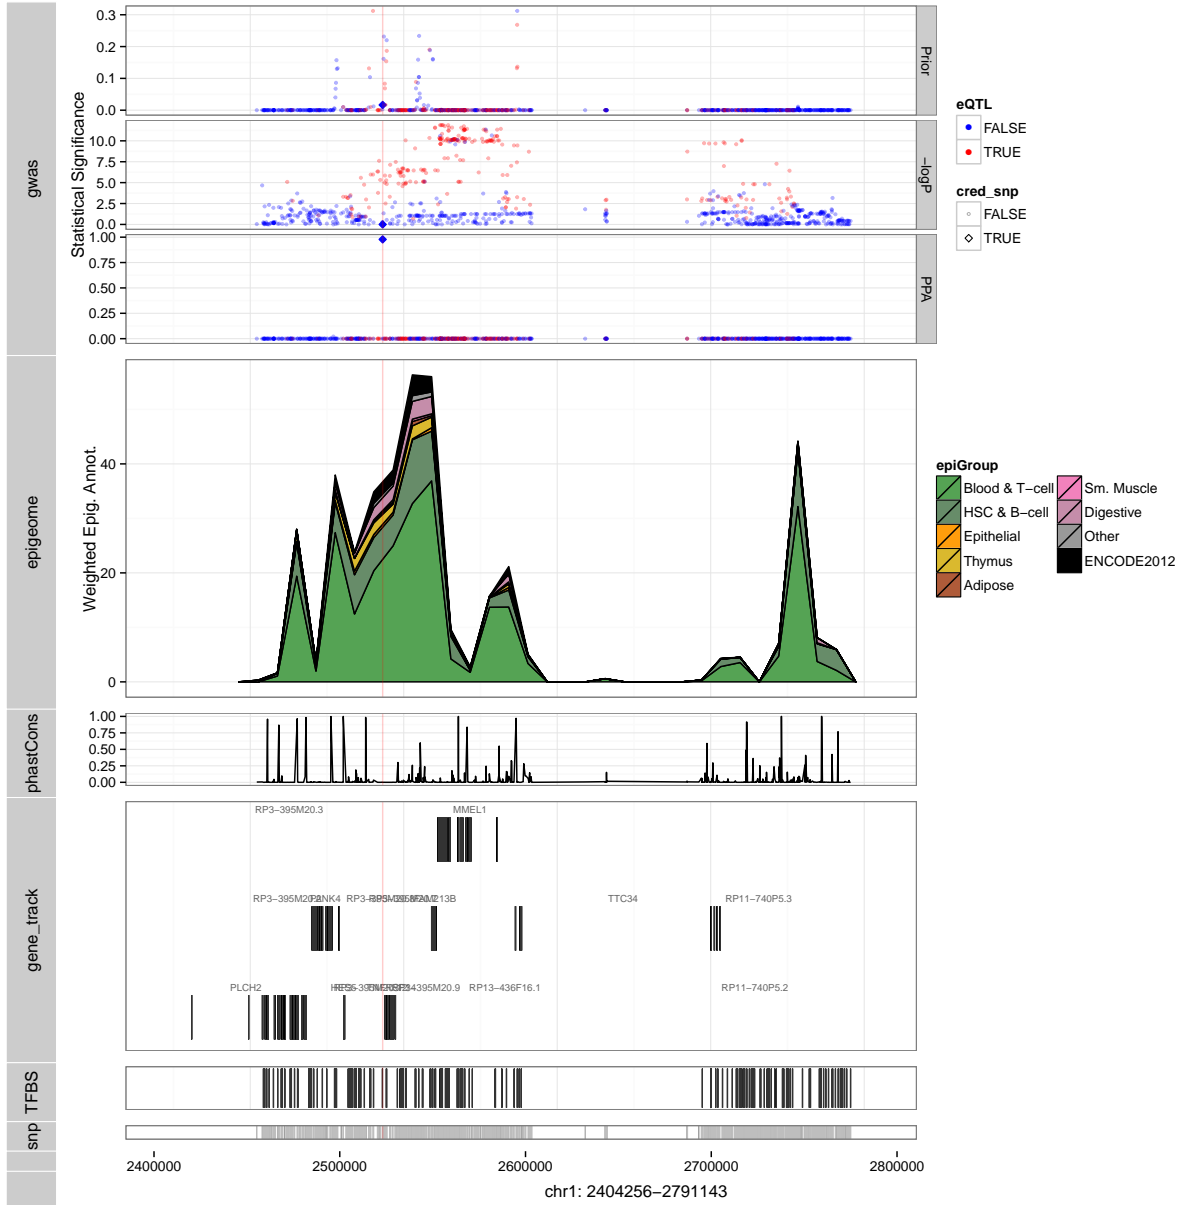 gwas
Statistical Significance
0.3
0.2
0.1
0.0
Prior
10.0
7.5
5.0
2.5
0.0
−logP
1.00
0.75
0.50
0.25
0.00
PPA
eQTL
FALSE
TRUE
cred_snp
FALSE
TRUE
epigeome
Weighted Epig. Annot.
40
20
0
epiGroup
Blood & T−cell
HSC & B−cell
Epithelial
Thymus
Adipose
Sm. Muscle
Digestive
Other
ENCODE2012
phastCons
1.00
0.75
0.50
0.25
0.00
gene_track
RP3−395M20.3 MMEL1
TTC34 RP11−740P5.3
PLCH2 RP13−436F16.1 RP11−740P5.2
TFBS
snp
2400000 2500000 2600000 2700000 2800000
chr1: 2404256−2791143